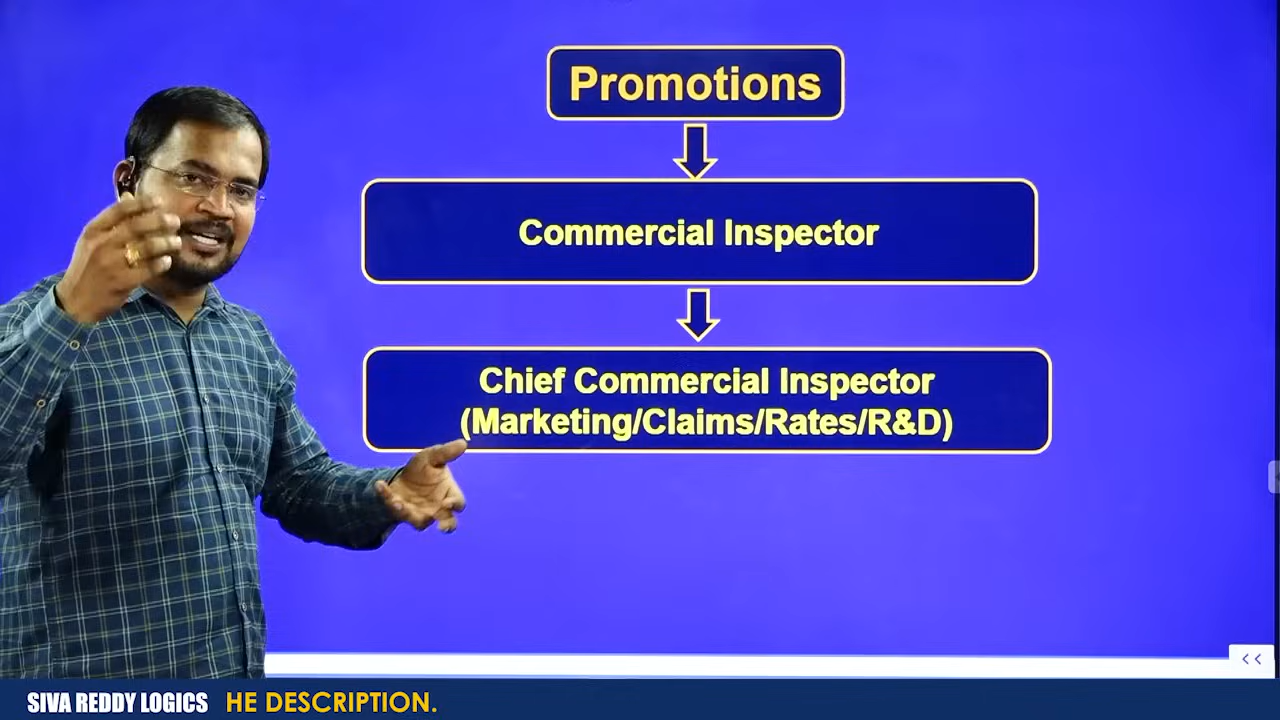 Promotions
Commercial Inspector
Chief Commercial Inspector
(Marketing/Claims/Rates/R&D)
SIVA REDDY LOGICS HE DESCRIPTION.